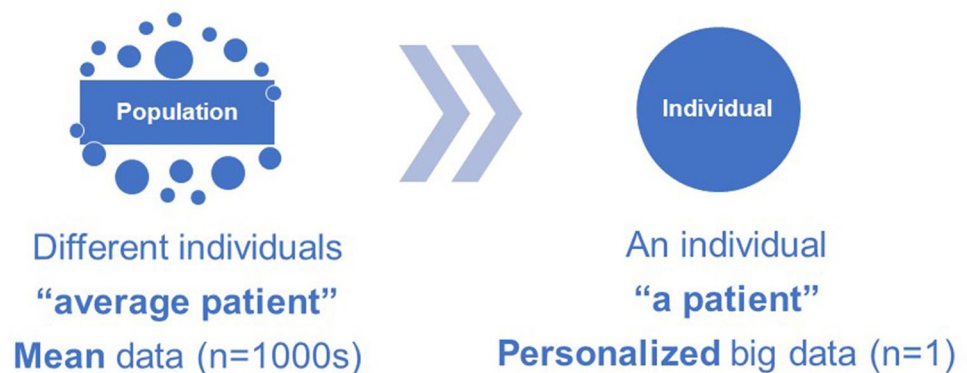 Population
Different individuals
“average patient”
Mean data (n=1000s)
Individual
An individual
“a patient”
Personalized big data (n=1)